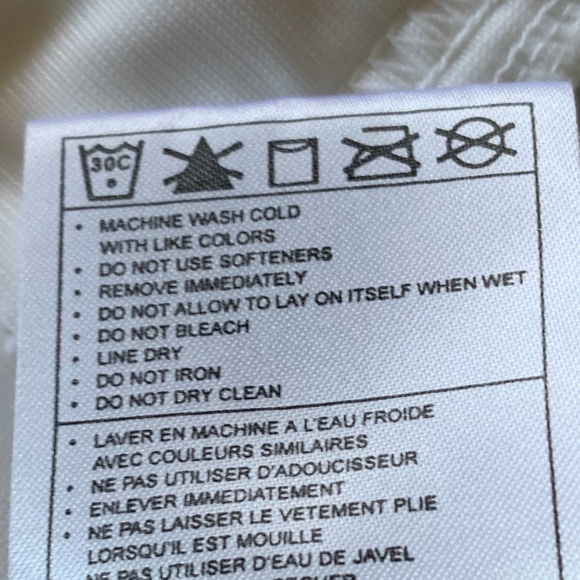 30C
• MACHINE WASH COLD
WITH LIKE COLORS
• DO NOT USE SOFTENERS
• REMOVE IMMEDIATELY
• DO NOT ALLOW TO LAY ON ITSELF WHEN WET
• DO NOT BLEACH
• LINE DRY
• DO NOT IRON
• DO NOT DRY CLEAN
• LAVER EN MACHINE A L'EAU FROIDE
AVEC COULEURS SIMILAIRES
• NE PAS UTILISER D'ADOUCISSEUR
• ENLEVER IMMEDIATEMENT
• NE PAS LAISSER LE VETEMENT PLIE
LORSQU'IL EST MOUILLE
NE PAS UTILISER D'EAU DE JAVEL